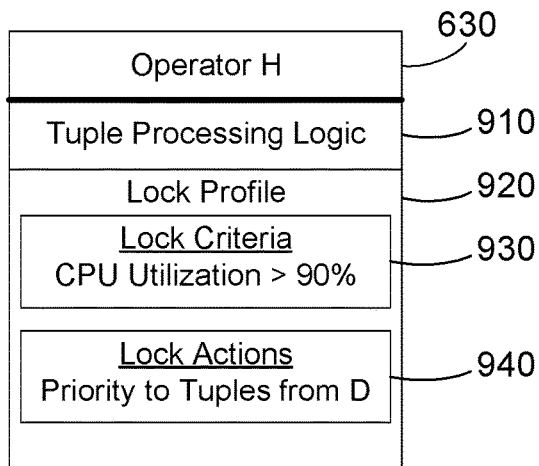 630
Operator H
Tuple Processing Logic
910
Lock Profile
920
Lock Criteria
930
CPU Utilization > 90%
Lock Actions
940
Priority to Tuples from D